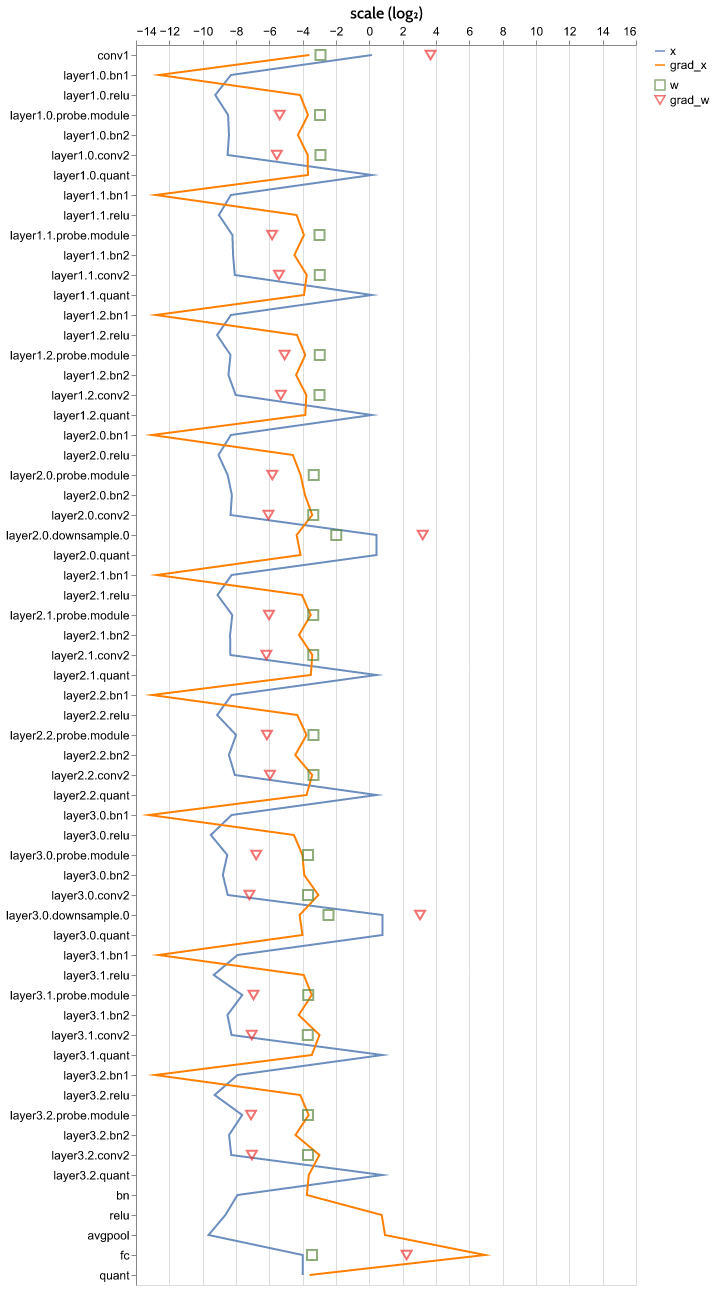 scale (log₂)
−14 −12 −10 −8 −6 −4 −2 0 2 4 6 8 10 12 14 16
x
grad_x
w
grad_w
conv1
layer1.0.bn1
layer1.0.relu
layer1.0.probe.module
layer1.0.bn2
layer1.0.conv2
layer1.0.quant
layer1.1.bn1
layer1.1.relu
layer1.1.probe.module
layer1.1.bn2
layer1.1.conv2
layer1.1.quant
layer1.2.bn1
layer1.2.relu
layer1.2.probe.module
layer1.2.bn2
layer1.2.conv2
layer1.2.quant
layer2.0.bn1
layer2.0.relu
layer2.0.probe.module
layer2.0.bn2
layer2.0.conv2
layer2.0.downsample.0
layer2.0.quant
layer2.1.bn1
layer2.1.relu
layer2.1.probe.module
layer2.1.bn2
layer2.1.conv2
layer2.1.quant
layer2.2.bn1
layer2.2.relu
layer2.2.probe.module
layer2.2.bn2
layer2.2.conv2
layer2.2.quant
layer3.0.bn1
layer3.0.relu
layer3.0.probe.module
layer3.0.bn2
layer3.0.conv2
layer3.0.downsample.0
layer3.0.quant
layer3.1.bn1
layer3.1.relu
layer3.1.probe.module
layer3.1.bn2
layer3.1.conv2
layer3.1.quant
layer3.2.bn1
layer3.2.relu
layer3.2.probe.module
layer3.2.bn2
layer3.2.conv2
layer3.2.quant
bn
relu
avgpool
fc
quant